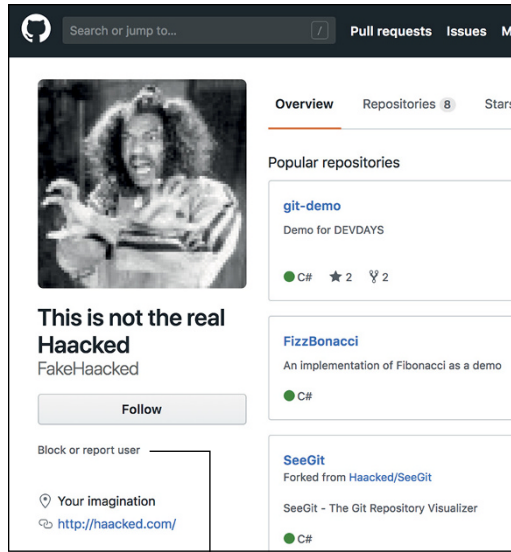 Search or jump to... /
Pull requests Issues M
Overview Repositories 8 Stars
Popular repositories
git-demo
Demo for DEVDAYS
C# 2 2
FizzBonacci
An implementation of Fibonacci as a demo
C#
SeeGit
Forked from Haacked/SeeGit
SeeGit - The Git Repository Visualizer
C#
This is not the real
Haacked
FakeHaacked
Follow
Block or report user
Your imagination
http://haacked.com/